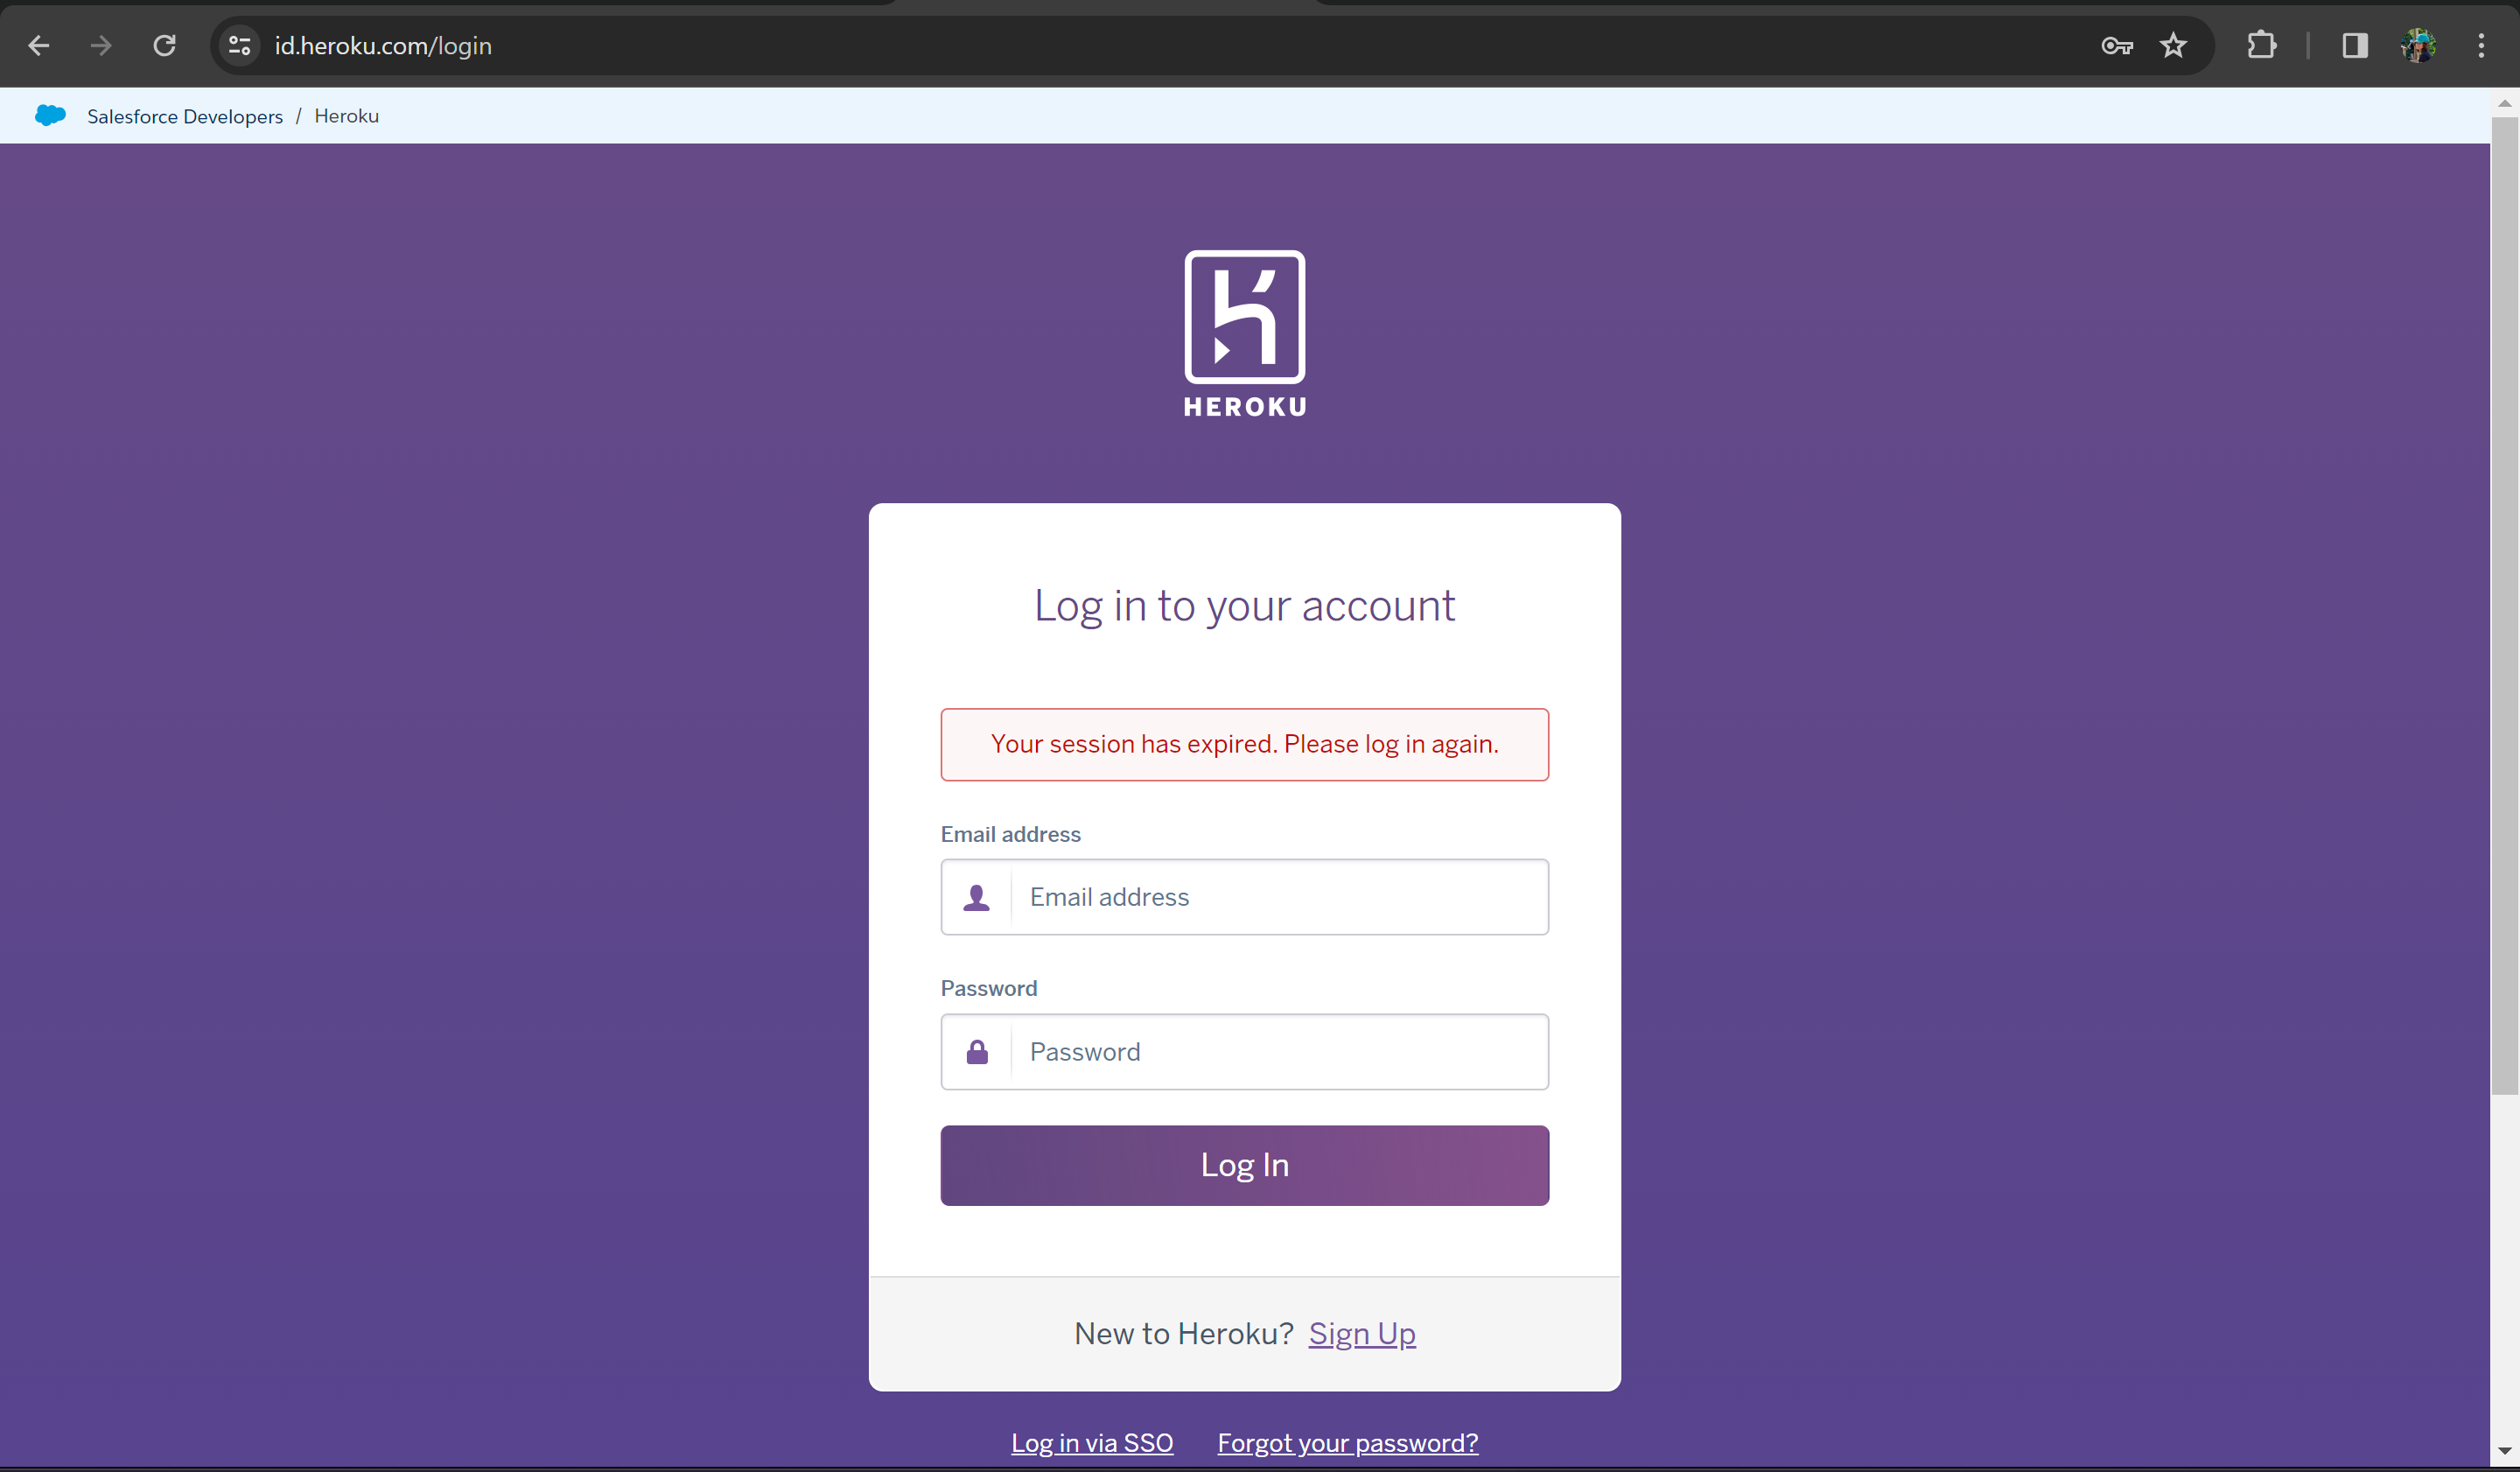 id.heroku.com/login
Salesforce Developers / Heroku
HEROKU
Log in to your account
Your session has expired. Please log in again.
Email address
Email address
Password
Password
Log In
New to Heroku? Sign Up
Log in via SSO Forgot your password?